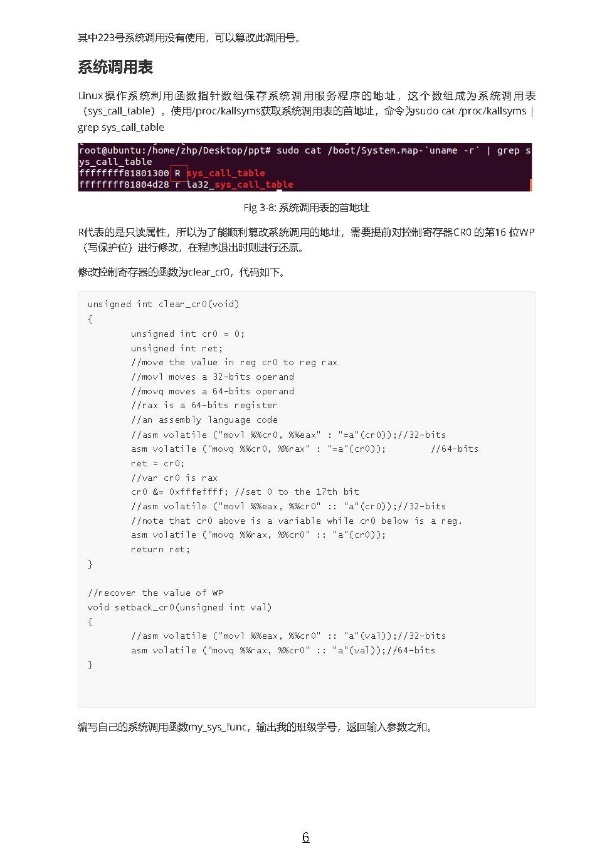 其中223号系统调用没有使用，可以篡改此调用号。
系统调用表
Linux操作系统利用函数指针数组保存系统调用服务程序的地址，这个数组成为系统调用表
（sys_call_table）。使用/proc/kallsyms获取系统调用表的首地址，命令为sudo cat /proc/kallsyms |
grep sys_call_table
root@ubuntu:/home/zhp/Desktop/ppt# sudo cat /boot/System.map-`uname -r` | grep s
ys_call_table
ffffffff81801300 R sys_call_table
ffffffff81804d28 r ia32_sys_call_table
Fig 3-8: 系统调用表的首地址
R代表的是只读属性，所以为了能顺利篡改系统调用的地址，需要提前对控制寄存器CR0 的第16 位WP
（写保护位）进行修改，在程序退出时则进行还原。
修改控制寄存器的函数为clear_cr0，代码如下。
unsigned int clear_cr0(void)
{
unsigned int cr0 = 0;
unsigned int ret;
//move the value in reg cr0 to reg rax
//movl moves a 32-bits operand
//movq moves a 64-bits operand
//rax is a 64-bits register
//an assembly language code
//asm volatile ("movl %%cr0, %%eax" : "=a"(cr0));//32-bits
asm volatile ("movq %%cr0, %%rax" : "=a"(cr0)); //64-bits
ret = cr0;
//var cr0 is rax
cr0 &= 0xfffeffff; //set 0 to the 17th bit
//asm volatile ("movl %%eax, %%cr0" :: "a"(cr0));//32-bits
//note that cr0 above is a variable while cr0 below is a reg.
asm volatile ("movq %%rax, %%cr0" :: "a"(cr0));
return ret;
}
//recover the value of WP
void setback_cr0(unsigned int val)
{
//asm volatile ("movl %%eax, %%cr0" :: "a"(val));//32-bits
asm volatile ("movq %%rax, %%cr0" :: "a"(val));//64-bits
}
编写自己的系统调用函数my_sys_func，输出我的班级学号，返回输入参数之和。
6